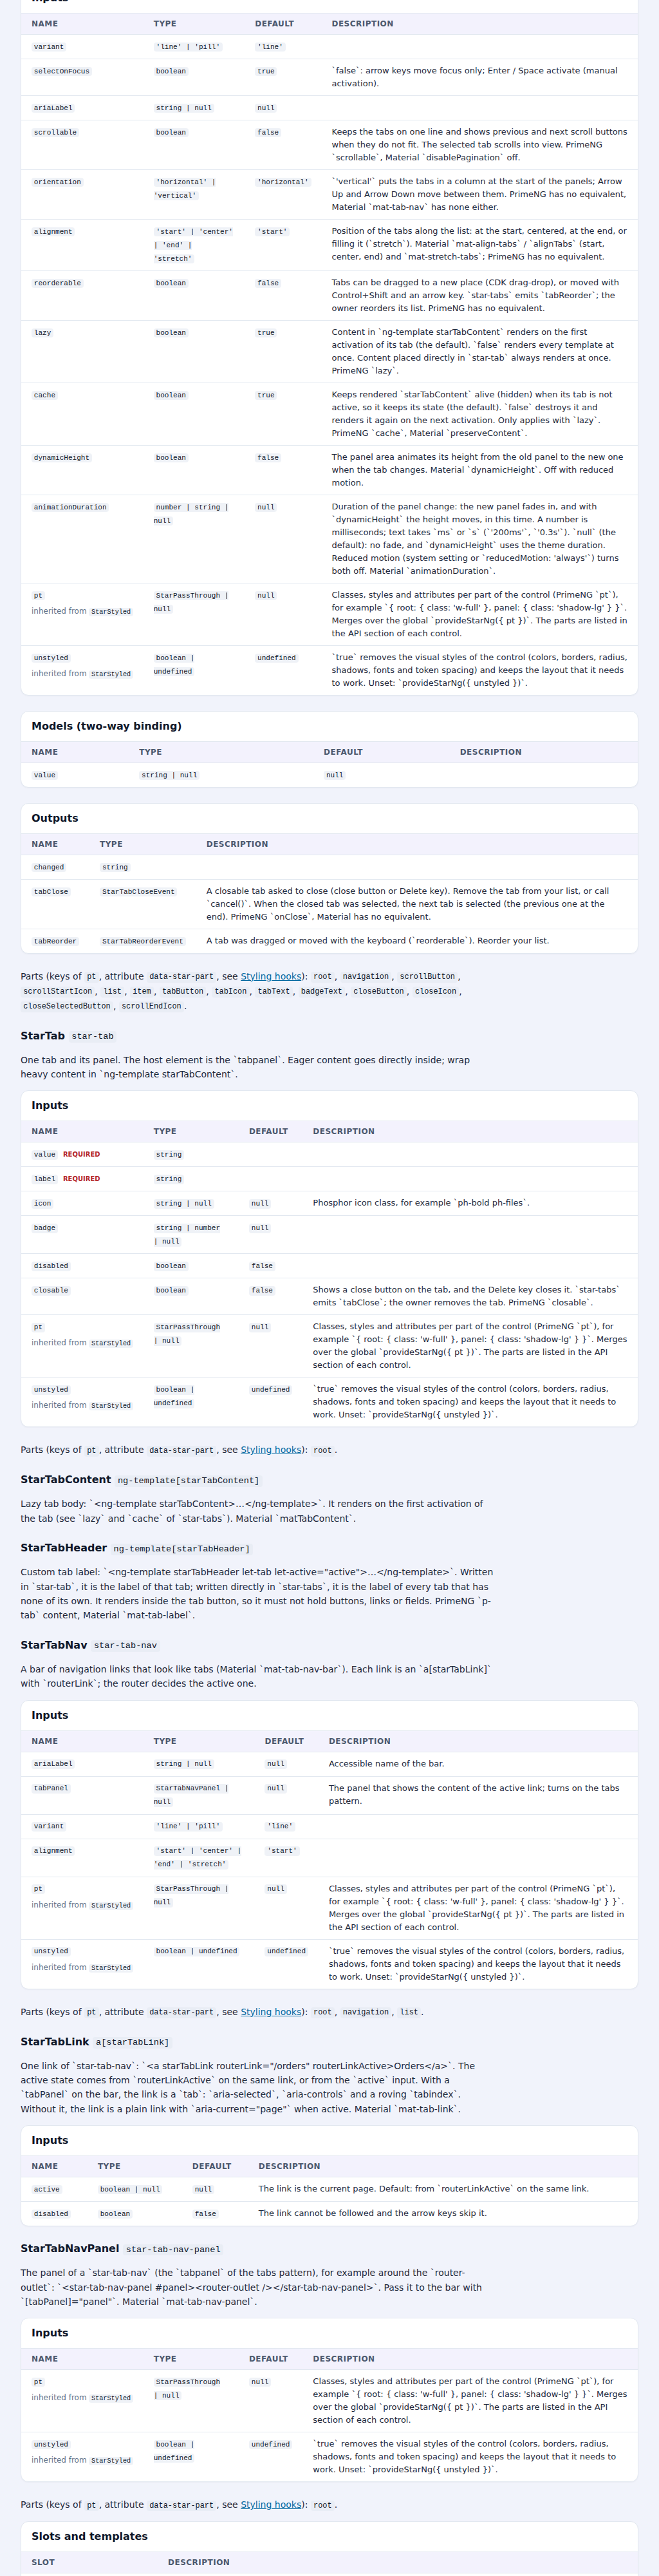 NAME TYPE DEFAULT DESCRIPTION
variant 'line' | 'pill' 'line'
selectOnFocus boolean true `false`: arrow keys move focus only; Enter / Space activate (manual
activation).
ariaLabel string | null null
scrollable boolean false Keeps the tabs on one line and shows previous and next scroll buttons
when they do not fit. The selected tab scrolls into view. PrimeNG
`scrollable`, Material `disablePagination` off.
orientation 'horizontal' | 'horizontal' `'vertical'` puts the tabs in a column at the start of the panels; Arrow
'vertical' Up and Arrow Down move between them. PrimeNG has no equivalent,
Material `mat-tab-nav` has none either.
alignment 'start' | 'center' 'start' Position of the tabs along the list: at the start, centered, at the end, or
| 'end' | filling it (`stretch`). Material `mat-align-tabs` / `alignTabs` (start,
'stretch' center, end) and `mat-stretch-tabs`; PrimeNG has no equivalent.
reorderable boolean false Tabs can be dragged to a new place (CDK drag-drop), or moved with
Control+Shift and an arrow key. `star-tabs` emits `tabReorder`; the
owner reorders its list. PrimeNG has no equivalent.
lazy boolean true Content in `ng-template starTabContent` renders on the first
activation of its tab (the default). `false` renders every template at
once. Content placed directly in `star-tab` always renders at once.
PrimeNG `lazy`.
cache boolean true Keeps rendered `starTabContent` alive (hidden) when its tab is not
active, so it keeps its state (the default). `false` destroys it and
renders it again on the next activation. Only applies with `lazy`.
PrimeNG `cache`, Material `preserveContent`.
dynamicHeight boolean false The panel area animates its height from the old panel to the new one
when the tab changes. Material `dynamicHeight`. Off with reduced
motion.
animationDuration number | string | null Duration of the panel change: the new panel fades in, and with
null `dynamicHeight` the height moves, in this time. A number is
milliseconds; text takes `ms` or `s` (`'200ms'`, `'0.3s'`). `null` (the
default): no fade, and `dynamicHeight` uses the theme duration.
Reduced motion (system setting or `reducedMotion: 'always'`) turns
both off. Material `animationDuration`.
pt StarPassThrough | null Classes, styles and attributes per part of the control (PrimeNG `pt`),
inherited from StarStyled null for example `{ root: { class: 'w-full' }, panel: { class: 'shadow-lg' } }`.
Merges over the global `provideStarNg({ pt })`. The parts are listed in
the API section of each control.
unstyled boolean | undefined `true` removes the visual styles of the control (colors, borders, radius,
inherited from StarStyled undefined shadows, fonts and token spacing) and keeps the layout that it needs
to work. Unset: `provideStarNg({ unstyled })`.
Models (two-way binding)
NAME TYPE DEFAULT DESCRIPTION
value string | null null
Outputs
NAME TYPE DESCRIPTION
changed string
tabClose StarTabCloseEvent A closable tab asked to close (close button or Delete key). Remove the tab from your list, or call
`cancel()`. When the closed tab was selected, the next tab is selected (the previous one at the
end). PrimeNG `onClose`, Material has no equivalent.
tabReorder StarTabReorderEvent A tab was dragged or moved with the keyboard (`reorderable`). Reorder your list.
Parts (keys of pt , attribute data-star-part , see Styling hooks): root , navigation , scrollButton ,
scrollStartIcon , list , item , tabButton , tabIcon , tabText , badgeText , closeButton , closeIcon ,
closeSelectedButton , scrollEndIcon .
StarTab star-tab
One tab and its panel. The host element is the `tabpanel`. Eager content goes directly inside; wrap
heavy content in `ng-template starTabContent`.
Inputs
NAME TYPE DEFAULT DESCRIPTION
value REQUIRED string
label REQUIRED string
icon string | null null Phosphor icon class, for example `ph-bold ph-files`.
badge string | number null
| null
disabled boolean false
closable boolean false Shows a close button on the tab, and the Delete key closes it. `star-tabs`
emits `tabClose`; the owner removes the tab. PrimeNG `closable`.
pt StarPassThrough null Classes, styles and attributes per part of the control (PrimeNG `pt`), for
inherited from StarStyled | null example `{ root: { class: 'w-full' }, panel: { class: 'shadow-lg' } }`. Merges
over the global `provideStarNg({ pt })`. The parts are listed in the API
section of each control.
unstyled boolean | undefined `true` removes the visual styles of the control (colors, borders, radius,
inherited from StarStyled undefined shadows, fonts and token spacing) and keeps the layout that it needs to
work. Unset: `provideStarNg({ unstyled })`.
Parts (keys of pt , attribute data-star-part , see Styling hooks): root .
StarTabContent ng-template[starTabContent]
Lazy tab body: `<ng-template starTabContent>…</ng-template>`. It renders on the first activation of
the tab (see `lazy` and `cache` of `star-tabs`). Material `matTabContent`.
StarTabHeader ng-template[starTabHeader]
Custom tab label: `<ng-template starTabHeader let-tab let-active="active">…</ng-template>`. Written
in `star-tab`, it is the label of that tab; written directly in `star-tabs`, it is the label of every tab that has
none of its own. It renders inside the tab button, so it must not hold buttons, links or fields. PrimeNG `p-
tab` content, Material `mat-tab-label`.
StarTabNav star-tab-nav
A bar of navigation links that look like tabs (Material `mat-tab-nav-bar`). Each link is an `a[starTabLink]`
with `routerLink`; the router decides the active one.
Inputs
NAME TYPE DEFAULT DESCRIPTION
ariaLabel string | null null Accessible name of the bar.
tabPanel StarTabNavPanel | null The panel that shows the content of the active link; turns on the tabs
null pattern.
variant 'line' | 'pill' 'line'
alignment 'start' | 'center' | 'start'
'end' | 'stretch'
pt StarPassThrough | null Classes, styles and attributes per part of the control (PrimeNG `pt`),
inherited from StarStyled null for example `{ root: { class: 'w-full' }, panel: { class: 'shadow-lg' } }`.
Merges over the global `provideStarNg({ pt })`. The parts are listed in
the API section of each control.
unstyled boolean | undefined undefined `true` removes the visual styles of the control (colors, borders, radius,
inherited from StarStyled shadows, fonts and token spacing) and keeps the layout that it needs
to work. Unset: `provideStarNg({ unstyled })`.
Parts (keys of pt , attribute data-star-part , see Styling hooks): root , navigation , list .
StarTabLink a[starTabLink]
One link of `star-tab-nav`: `<a starTabLink routerLink="/orders" routerLinkActive>Orders</a>`. The
active state comes from `routerLinkActive` on the same link, or from the `active` input. With a
`tabPanel` on the bar, the link is a `tab`: `aria-selected`, `aria-controls` and a roving `tabindex`.
Without it, the link is a plain link with `aria-current="page"` when active. Material `mat-tab-link`.
Inputs
NAME TYPE DEFAULT DESCRIPTION
active boolean | null null The link is the current page. Default: from `routerLinkActive` on the same link.
disabled boolean false The link cannot be followed and the arrow keys skip it.
StarTabNavPanel star-tab-nav-panel
The panel of a `star-tab-nav` (the `tabpanel` of the tabs pattern), for example around the `router-
outlet`: `<star-tab-nav-panel #panel><router-outlet /></star-tab-nav-panel>`. Pass it to the bar with
`[tabPanel]="panel"`. Material `mat-tab-nav-panel`.
Inputs
NAME TYPE DEFAULT DESCRIPTION
pt StarPassThrough null Classes, styles and attributes per part of the control (PrimeNG `pt`), for
inherited from StarStyled | null example `{ root: { class: 'w-full' }, panel: { class: 'shadow-lg' } }`. Merges
over the global `provideStarNg({ pt })`. The parts are listed in the API
section of each control.
unstyled boolean | undefined `true` removes the visual styles of the control (colors, borders, radius,
inherited from StarStyled undefined shadows, fonts and token spacing) and keeps the layout that it needs to
work. Unset: `provideStarNg({ unstyled })`.
Parts (keys of pt , attribute data-star-part , see Styling hooks): root .
Slots and templates
SLOT DESCRIPTION